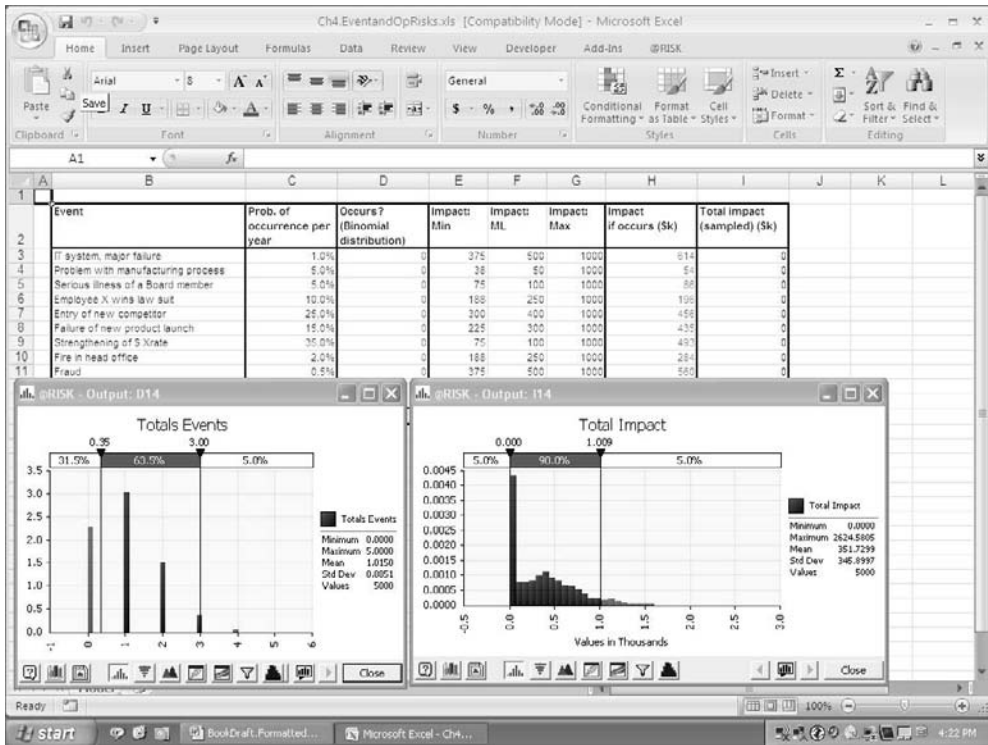 Ch4.EventandOpRisks.xls [Compatibility Mode] - Microsoft Excel
Home Insert Page Layout Formulas Data Review View Developer Add-Ins @RISK
Paste
Save
Arial 8 A A
I U A
General
$ % ,
Conditional Formatting Format as Table Cell Styles
Insert
Delete
Format
Σ
Sort & Filter Find & Select
Clipboard Font Alignment Number Styles Cells Editing
A1 fx
A B C D E F G H I J K L
1
2 Event Prob. of occurrence per year Occurs? (Binomial distribution) Impact: Min Impact: ML Impact: Max Impact if occurs ($k) Total impact (sampled) ($k)
3 IT system, major failure 1.0% 0 375 500 1000 614 0
4 Problem with manufacturing process 5.0% 0 38 50 1000 54 0
5 Serious illness of a Board member 5.0% 0 75 100 1000 86 0
6 Employee X wins law suit 10.0% 0 188 250 1000 196 0
7 Entry of new competitor 25.0% 0 300 400 1000 456 0
8 Failure of new product launch 15.0% 0 225 300 1000 435 0
9 Strengthening of $ Xrate 35.0% 0 75 100 1000 493 0
10 Fire in head office 2.0% 0 188 250 1000 284 0
11 Fraud 0.5% 0 375 500 1000 580 0
@RISK - Output: D14
Totals Events
0.35 3.00
31.5% 63.5% 5.0%
3.5
3.0
2.5
2.0
1.5
1.0
0.5
0.0
-1 0 1 2 3 4 5 6
Totals Events
Minimum 0.0000
Maximum 5.0000
Mean 1.0150
Std Dev 0.8851
Values 5000
Close
@RISK - Output: I14
Total Impact
0.000 1.009
5.0% 90.0% 5.0%
0.0045
0.0040
0.0035
0.0030
0.0025
0.0020
0.0015
0.0010
0.0005
0.0000
-0.5 0.0 0.5 1.0 1.5 2.0 2.5 3.0
Values in Thousands
Total Impact
Minimum 0.0000
Maximum 2624.5805
Mean 351.7299
Std Dev 345.8997
Values 5000
Close
Ready
100%
start
BookDraft.Formatted...
Microsoft Excel - Ch4...
4:22 PM